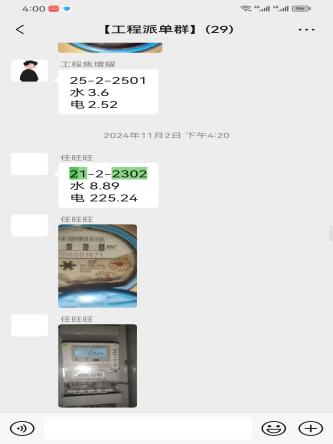 4:00
【工程派单群】(29)
工程焦增耀
25-2-2501
水 3.6
电 2.52
2024年11月2日 下午4:20
任旺旺
21-2-2302
水 8.89
电 225.24
任旺旺
m³
任旺旺